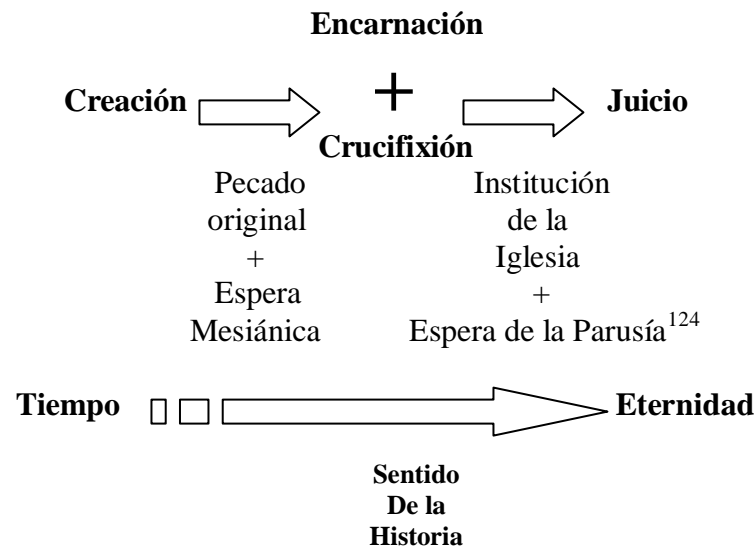 Encarnación
Creación + Juicio
Crucifixión
Pecado Institución
original de la
+ Iglesia
Espera +
Mesiánica Espera de la Parusía124
Tiempo Eternidad
Sentido
De la
Historia